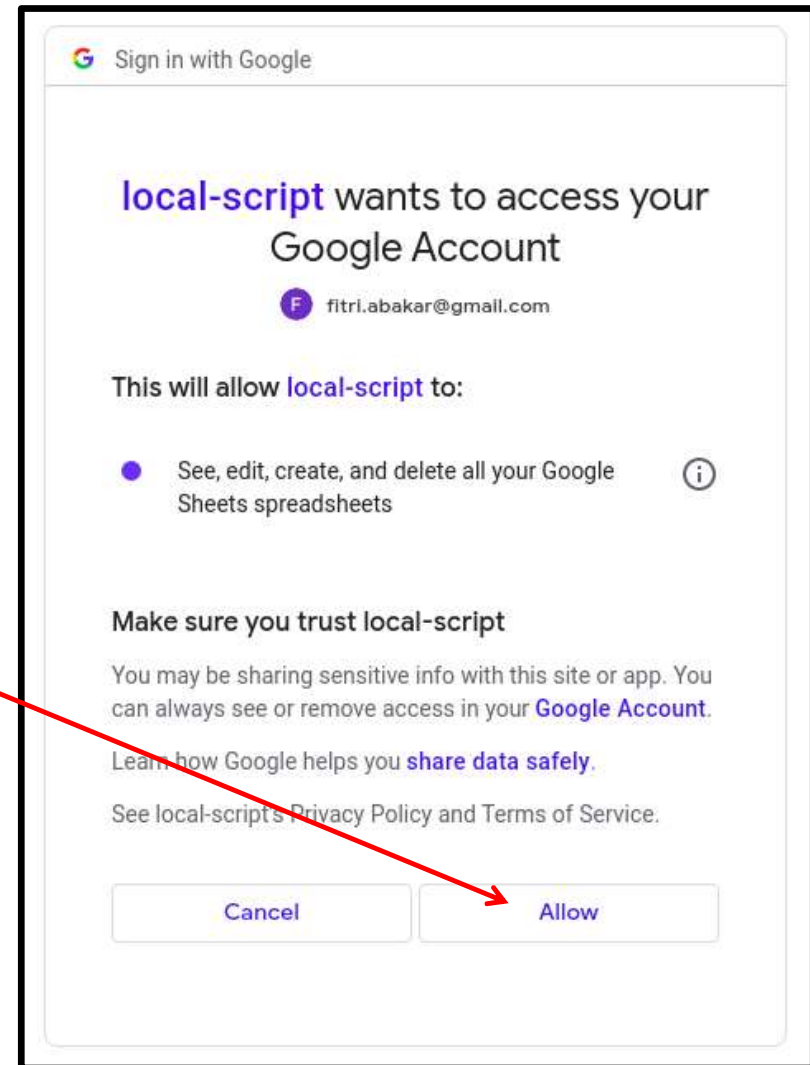 Sign in with Google
local-script wants to access your
Google Account
F fitri.abakar@gmail.com
This will allow local-script to:
See, edit, create, and delete all your Google
Sheets spreadsheets
Make sure you trust local-script
You may be sharing sensitive info with this site or app. You
can always see or remove access in your Google Account.
Learn how Google helps you share data safely.
See local-script's Privacy Policy and Terms of Service.
Cancel Allow